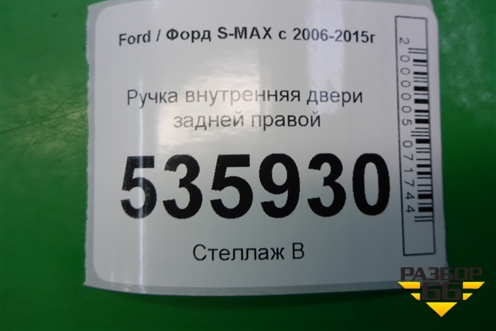 Ford / Форд S-MAX с 2006-2015г
Ручка внутренняя двери
задней правой
535930
Стеллаж В
2000005071744
РАЗБОР
66